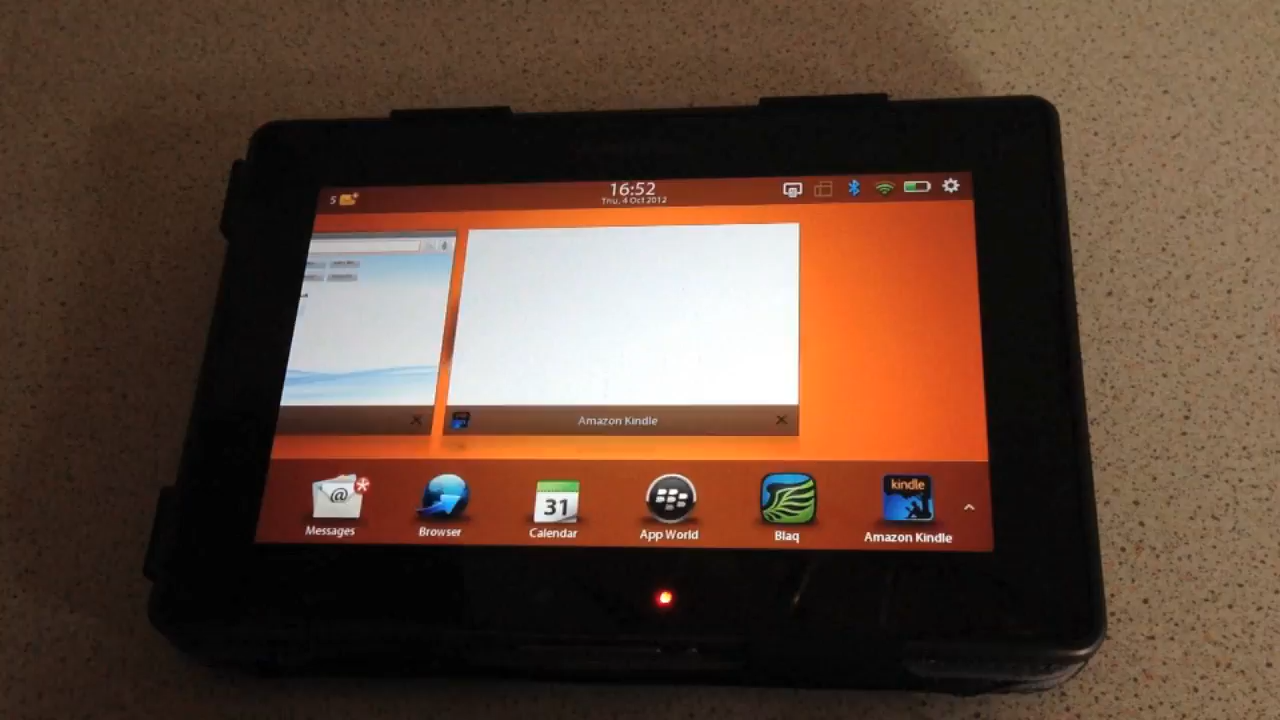 5
16:52
Thu, 4 Oct 2012
Amazon Kindle
@
31
kindle
Messages
Browser
Calendar
App World
Blaq
Amazon Kindle